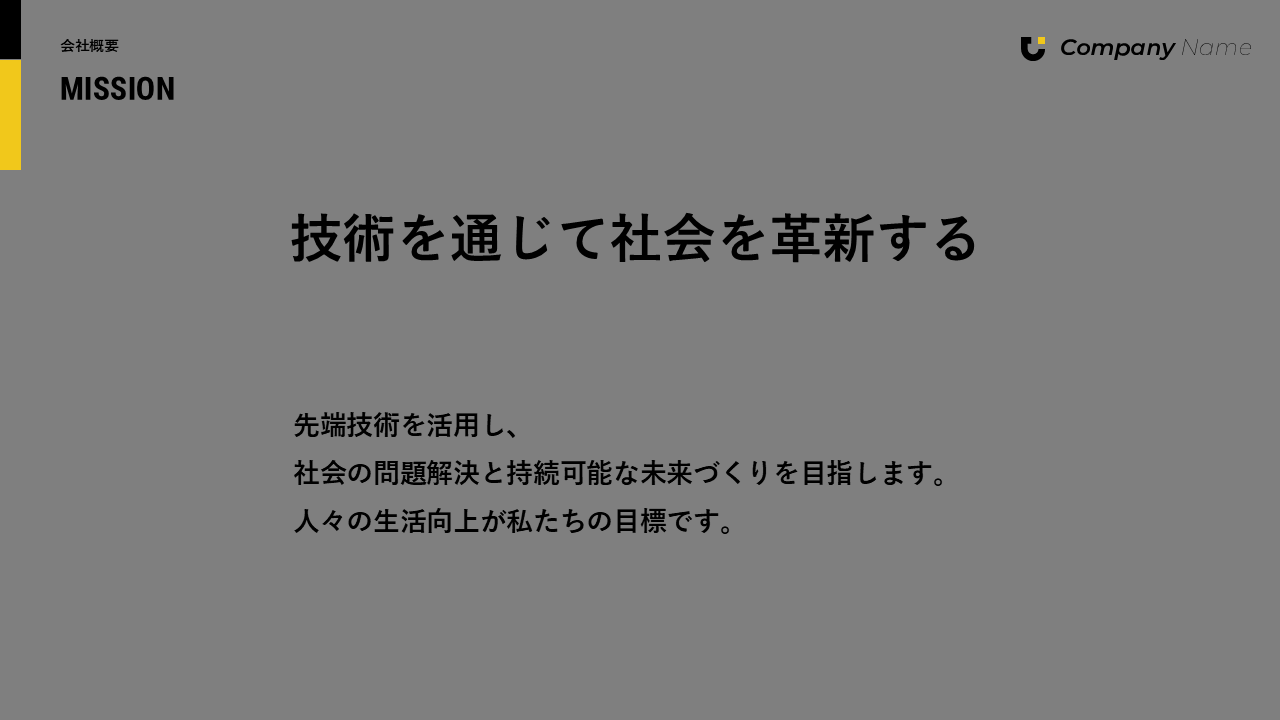 会社概要
MISSION
Company Name
技術を通じて社会を革新する
先端技術を活用し、
社会の問題解決と持続可能な未来づくりを目指します。
人々の生活向上が私たちの目標です。